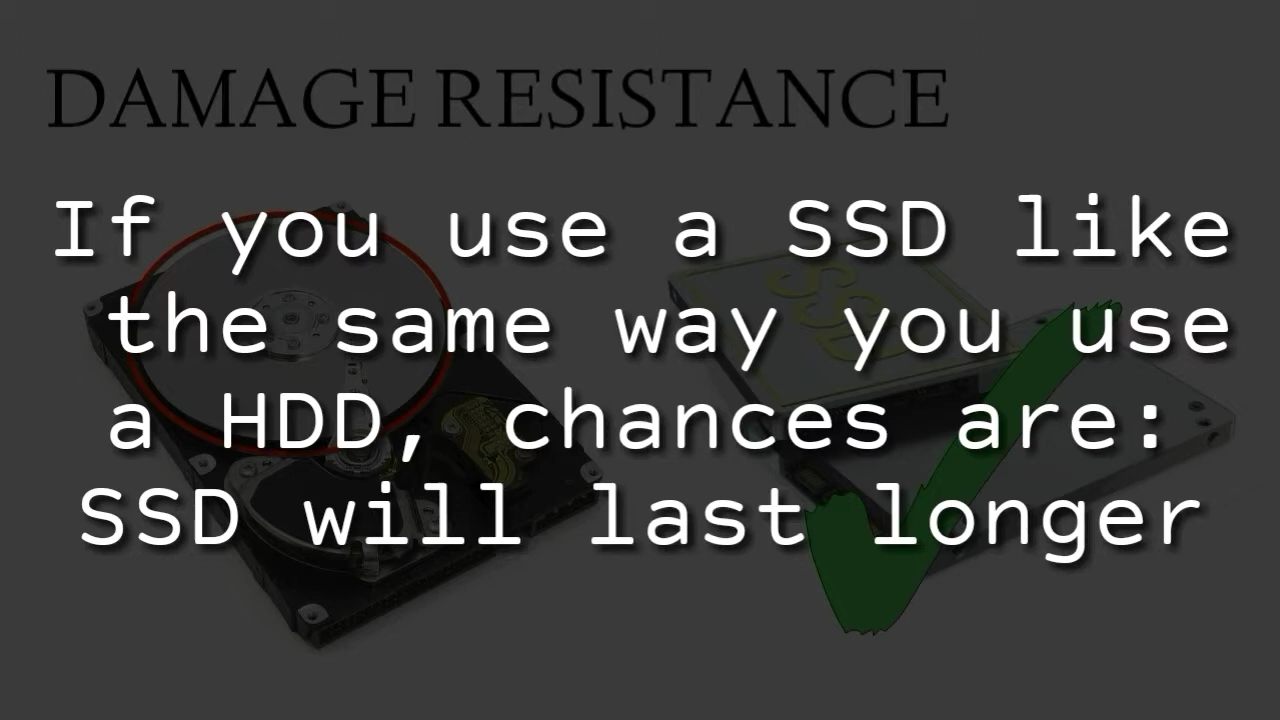 DAMAGE RESISTANCE
If you use a SSD like
the same way you use
a HDD, chances are:
SSD will last longer
SSD